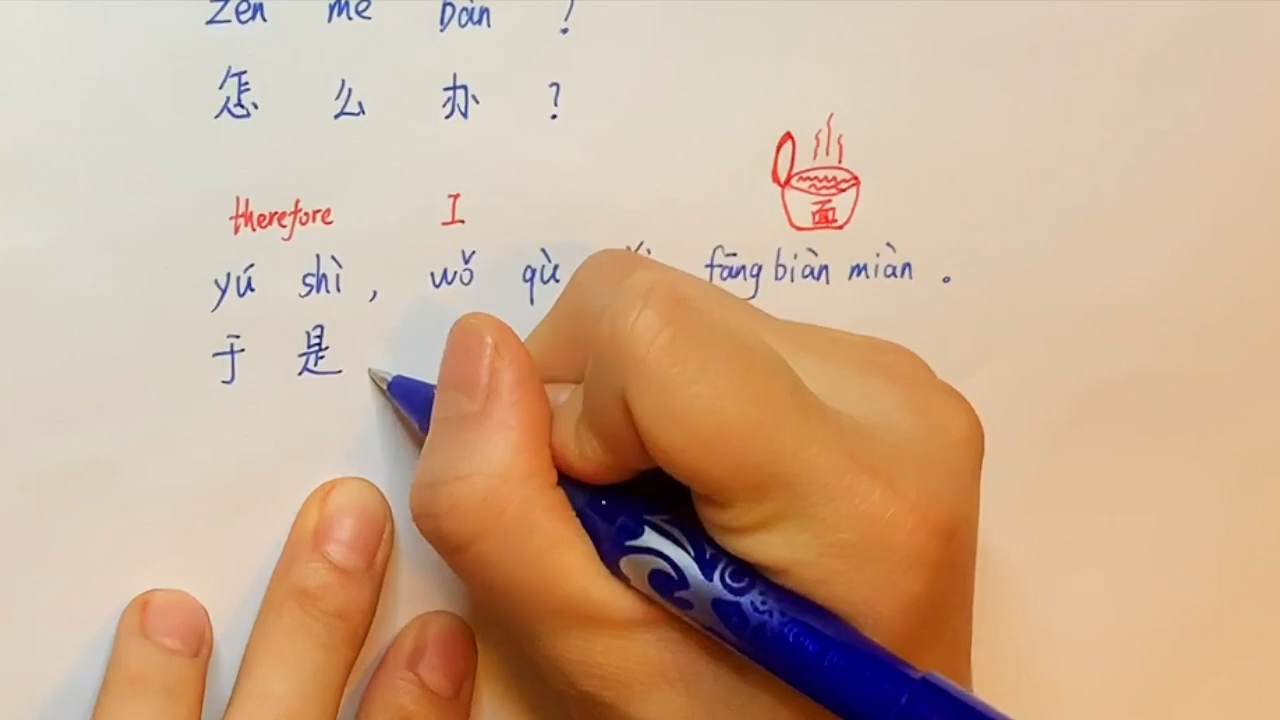 zěn me bàn ?
怎 么 办 ?
面
therefore I
yú shì , wǒ qù fāng biàn miàn .
于 是